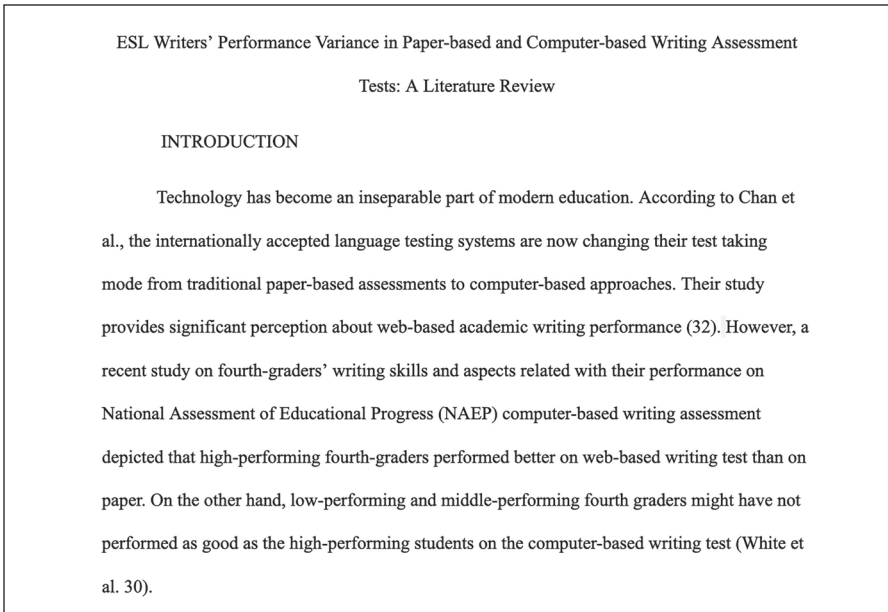 ESL Writers’ Performance Variance in Paper-based and Computer-based Writing Assessment
Tests: A Literature Review
INTRODUCTION
Technology has become an inseparable part of modern education. According to Chan et
al., the internationally accepted language testing systems are now changing their test taking
mode from traditional paper-based assessments to computer-based approaches. Their study
provides significant perception about web-based academic writing performance (32). However, a
recent study on fourth-graders’ writing skills and aspects related with their performance on
National Assessment of Educational Progress (NAEP) computer-based writing assessment
depicted that high-performing fourth-graders performed better on web-based writing test than on
paper. On the other hand, low-performing and middle-performing fourth graders might have not
performed as good as the high-performing students on the computer-based writing test (White et
al. 30).